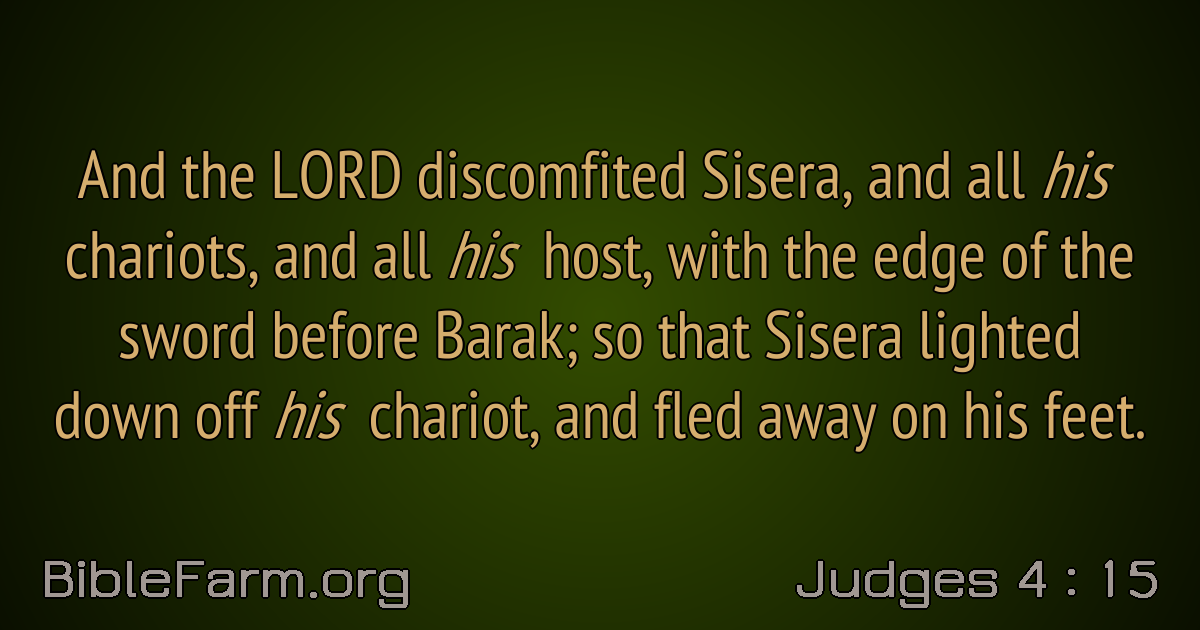 And the LORD discomfited Sisera, and all his
chariots, and all his host, with the edge of the
sword before Barak; so that Sisera lighted
down off his chariot, and fled away on his feet.
BibleFarm.org
Judges 4 : 15